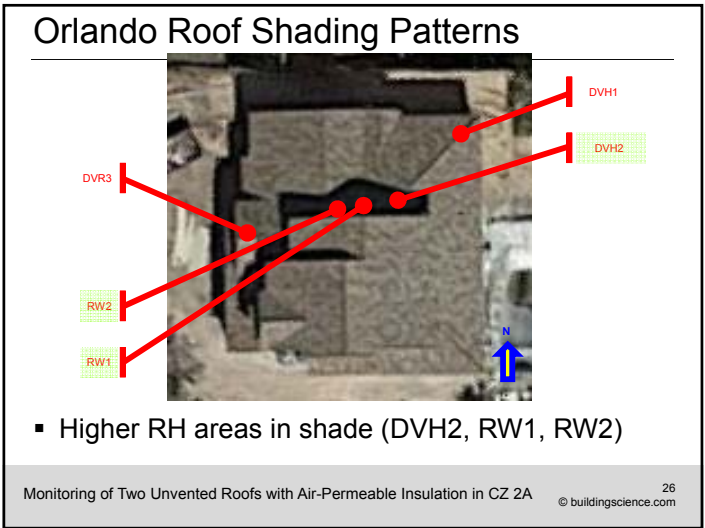 Orlando Roof Shading Patterns
DVH1
DVH2
DVR3
RW2
RW1
N
▪ Higher RH areas in shade (DVH2, RW1, RW2)
Monitoring of Two Unvented Roofs with Air-Permeable Insulation in CZ 2A
26
© buildingscience.com